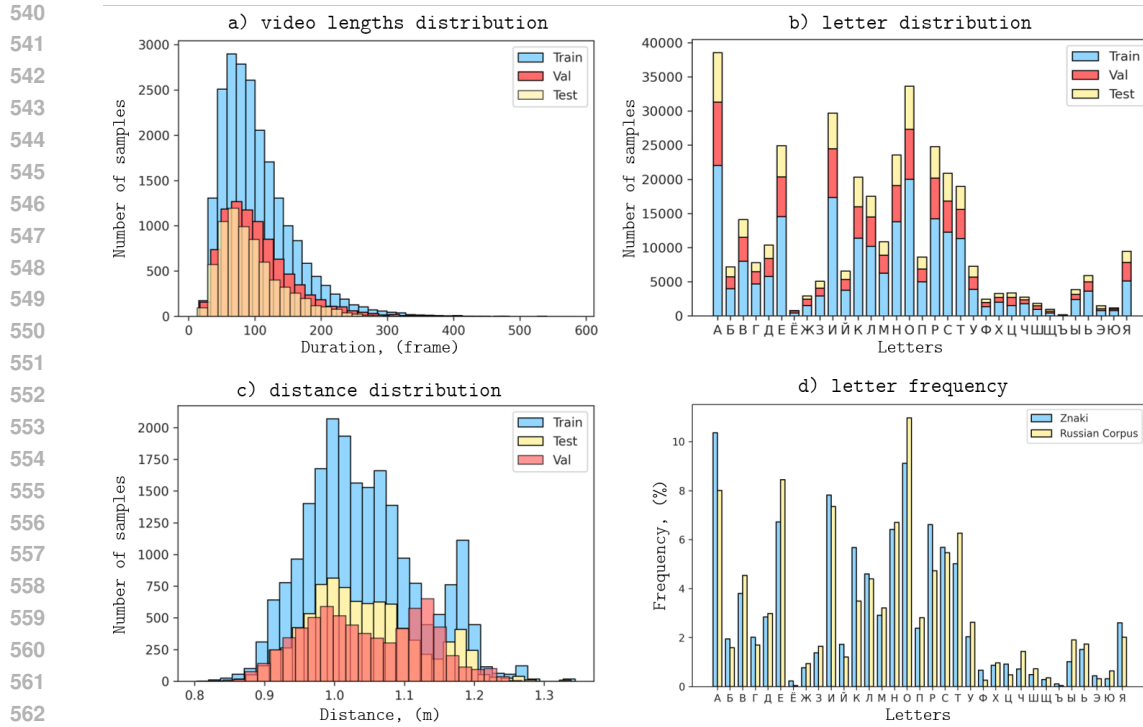 540
541
542
543
544
545
546
547
548
549
550
551
552
553
554
555
556
557
558
559
560
561
562
a) video lengths distribution
3000
2500
2000
1500
1000
500
0
Number of samples
Train
Val
Test
0 100 200 300 400 500 600
Duration, (frame)
b) letter distribution
40000
35000
30000
25000
20000
15000
10000
5000
0
Number of samples
Train
Val
Test
А Б В Г Д Е Ё Ж З И Й К Л М Н О П Р С Т У Ф Х Ц Ч Ш Щ Ъ Ы Ь Э Ю Я
Letters
c) distance distribution
2000
1750
1500
1250
1000
750
500
250
0
Number of samples
Train
Test
Val
0.8 0.9 1.0 1.1 1.2 1.3
Distance, (m)
d) letter frequency
10
8
6
4
2
0
Frequency, (%)
Znaki
Russian Corpus
А Б В Г Д Е Ё Ж З И Й К Л М Н О П Р С Т У Ф Х Ц Ч Ш Щ Ъ Ы Ь Э Ю Я
Letters